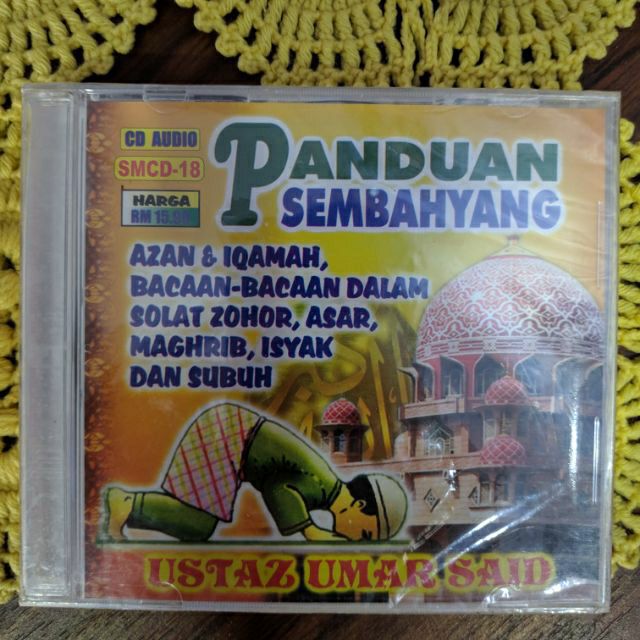 CD AUDIO
SMCD-18
HARGA
RM 15.90
PANDUAN
SEMBAHYANG
AZAN & IQAMAH,
BACAAN-BACAAN DALAM
SOLAT ZOHOR, ASAR,
MAGHRIB, ISYAK
DAN SUBUH
USTAZ UMAR SAID